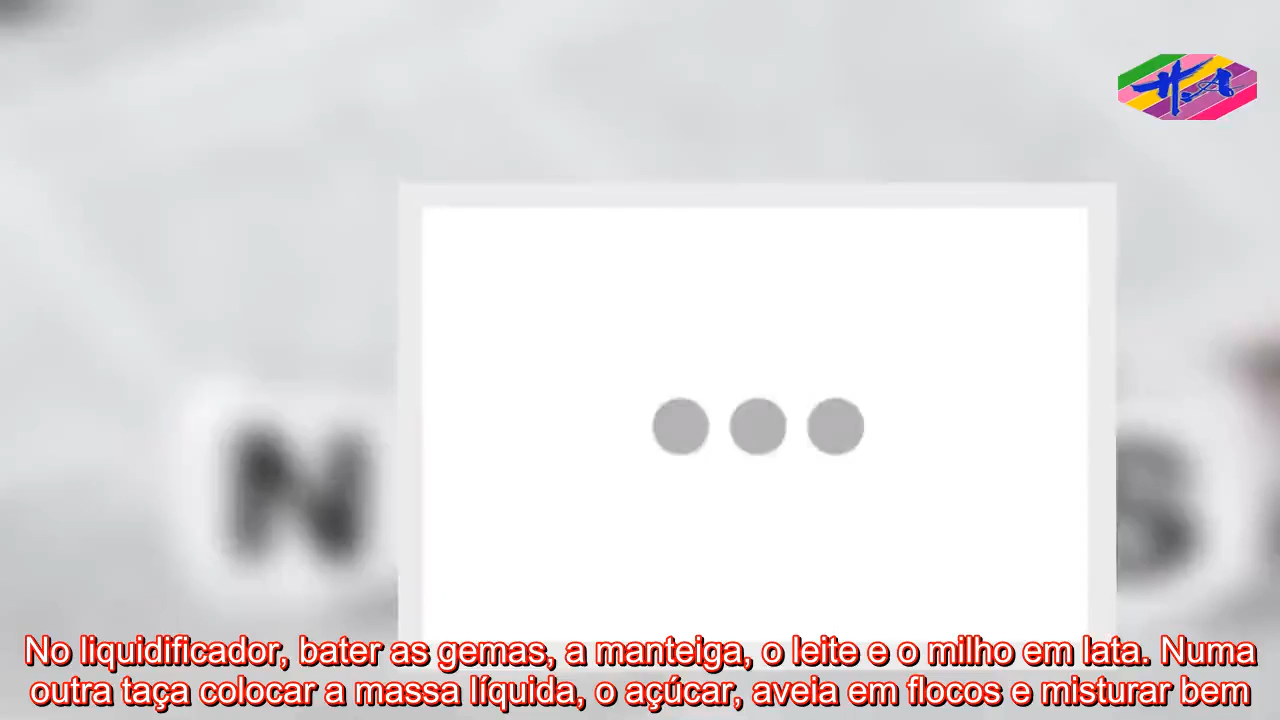 H.A
N
S
No liquidificador, bater as gemas, a manteiga, o leite e o milho em lata. Numa
outra taça colocar a massa líquida, o açúcar, aveia em flocos e misturar bem